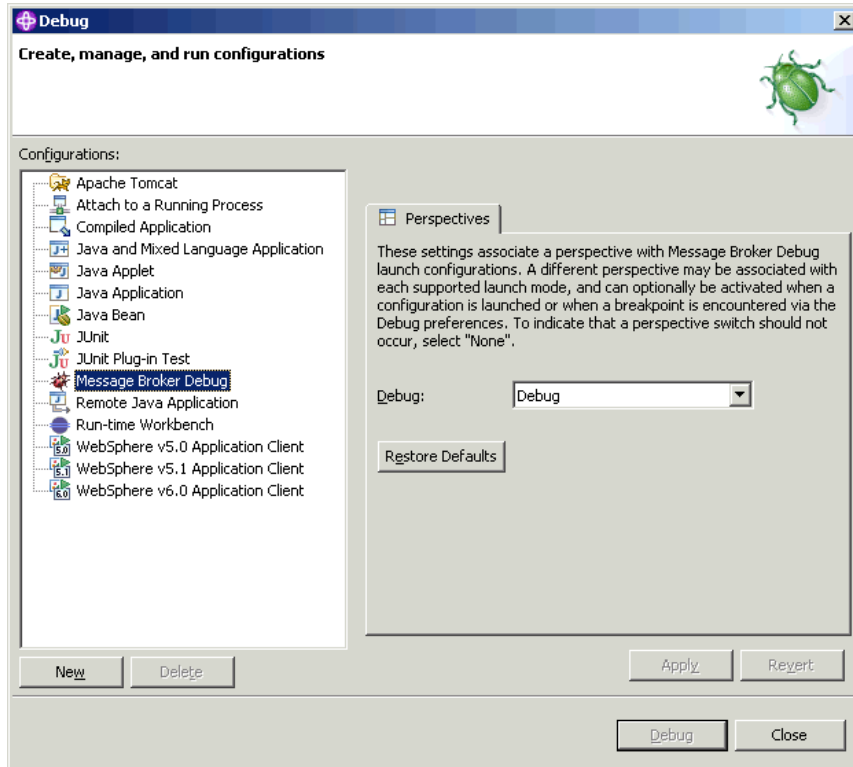 Debug
Create, manage, and run configurations
Configurations:
Apache Tomcat
Attach to a Running Process
Compiled Application
Java and Mixed Language Application
Java Applet
Java Application
Java Bean
JUnit
JUnit Plug-in Test
Message Broker Debug
Remote Java Application
Run-time Workbench
WebSphere v5.0 Application Client
WebSphere v5.1 Application Client
WebSphere v6.0 Application Client
New
Delete
Perspectives
These settings associate a perspective with Message Broker Debug
launch configurations. A different perspective may be associated with
each supported launch mode, and can optionally be activated when a
configuration is launched or when a breakpoint is encountered via the
Debug preferences. To indicate that a perspective switch should not
occur, select "None".
Debug: Debug
Restore Defaults
Apply
Revert
Debug
Close